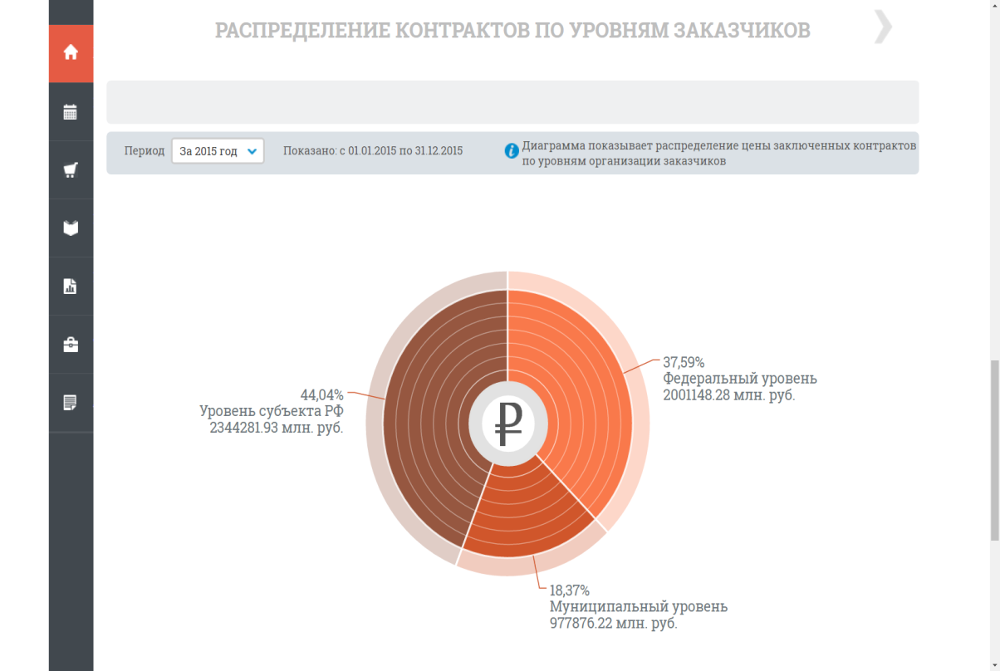 РАСПРЕДЕЛЕНИЕ КОНТРАКТОВ ПО УРОВНЯМ ЗАКАЗЧИКОВ
Период За 2015 год Показано: с 01.01.2015 по 31.12.2015
Диаграмма показывает распределение цены заключенных контрактов
по уровням организации заказчиков
37,59%
Федеральный уровень
2001148.28 млн. руб.
44,04%
Уровень субъекта РФ
2344281.93 млн. руб.
₽
18,37%
Муниципальный уровень
977876.22 млн. руб.